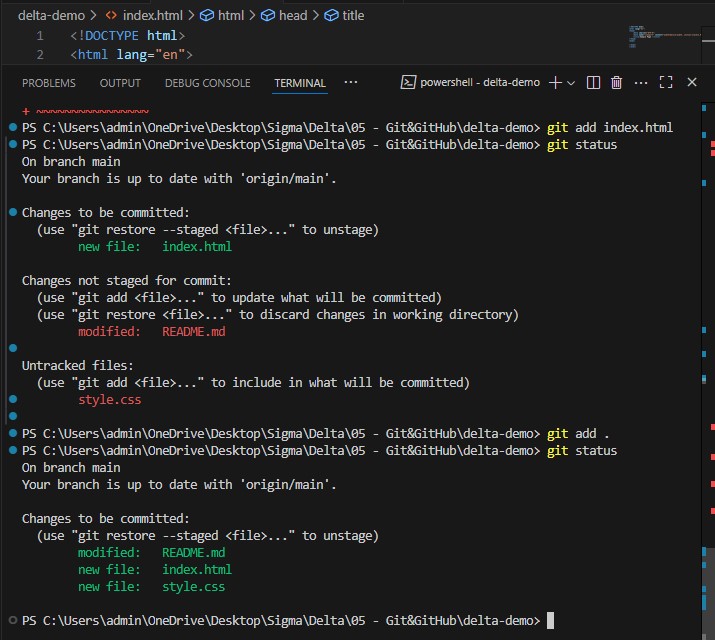 delta-demo > index.html > html > head > title
1 <!DOCTYPE html>
2 <html lang="en">
PROBLEMS OUTPUT DEBUG CONSOLE TERMINAL ... powershell - delta-demo
PS C:\Users\admin\OneDrive\Desktop\Sigma\Delta\05 - Git&GitHub\delta-demo> git add index.html
PS C:\Users\admin\OneDrive\Desktop\Sigma\Delta\05 - Git&GitHub\delta-demo> git status
On branch main
Your branch is up to date with 'origin/main'.
Changes to be committed:
(use "git restore --staged <file>..." to unstage)
new file: index.html
Changes not staged for commit:
(use "git add <file>..." to update what will be committed)
(use "git restore <file>..." to discard changes in working directory)
modified: README.md
Untracked files:
(use "git add <file>..." to include in what will be committed)
style.css
PS C:\Users\admin\OneDrive\Desktop\Sigma\Delta\05 - Git&GitHub\delta-demo> git add .
PS C:\Users\admin\OneDrive\Desktop\Sigma\Delta\05 - Git&GitHub\delta-demo> git status
On branch main
Your branch is up to date with 'origin/main'.
Changes to be committed:
(use "git restore --staged <file>..." to unstage)
modified: README.md
new file: index.html
new file: style.css
PS C:\Users\admin\OneDrive\Desktop\Sigma\Delta\05 - Git&GitHub\delta-demo>